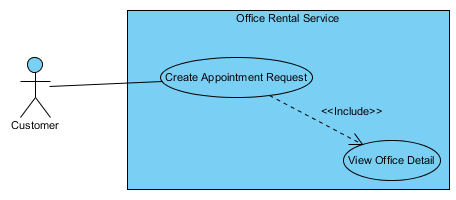 Office Rental Service
Create Appointment Request
<<Include>>
Customer
View Office Detail